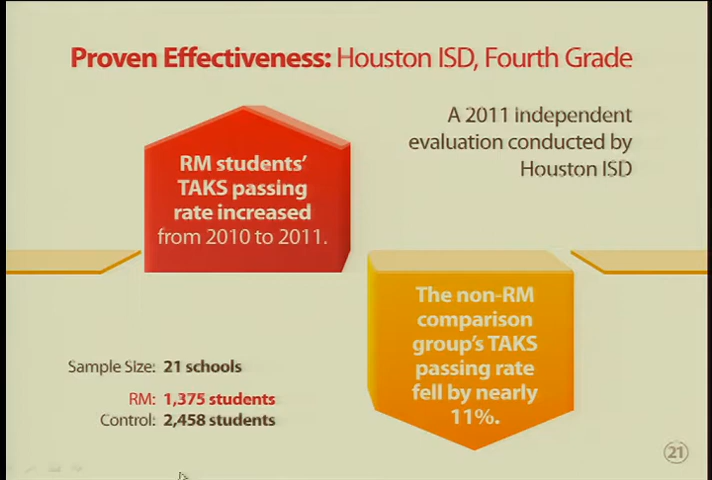 Proven Effectiveness: Houston ISD, Fourth Grade
A 2011 independent
evaluation conducted by
Houston ISD
RM students'
TAKS passing
rate increased
from 2010 to 2011.
The non-RM
comparison
group's TAKS
passing rate
fell by nearly
11%.
Sample Size: 21 schools
RM: 1,375 students
Control: 2,458 students
21